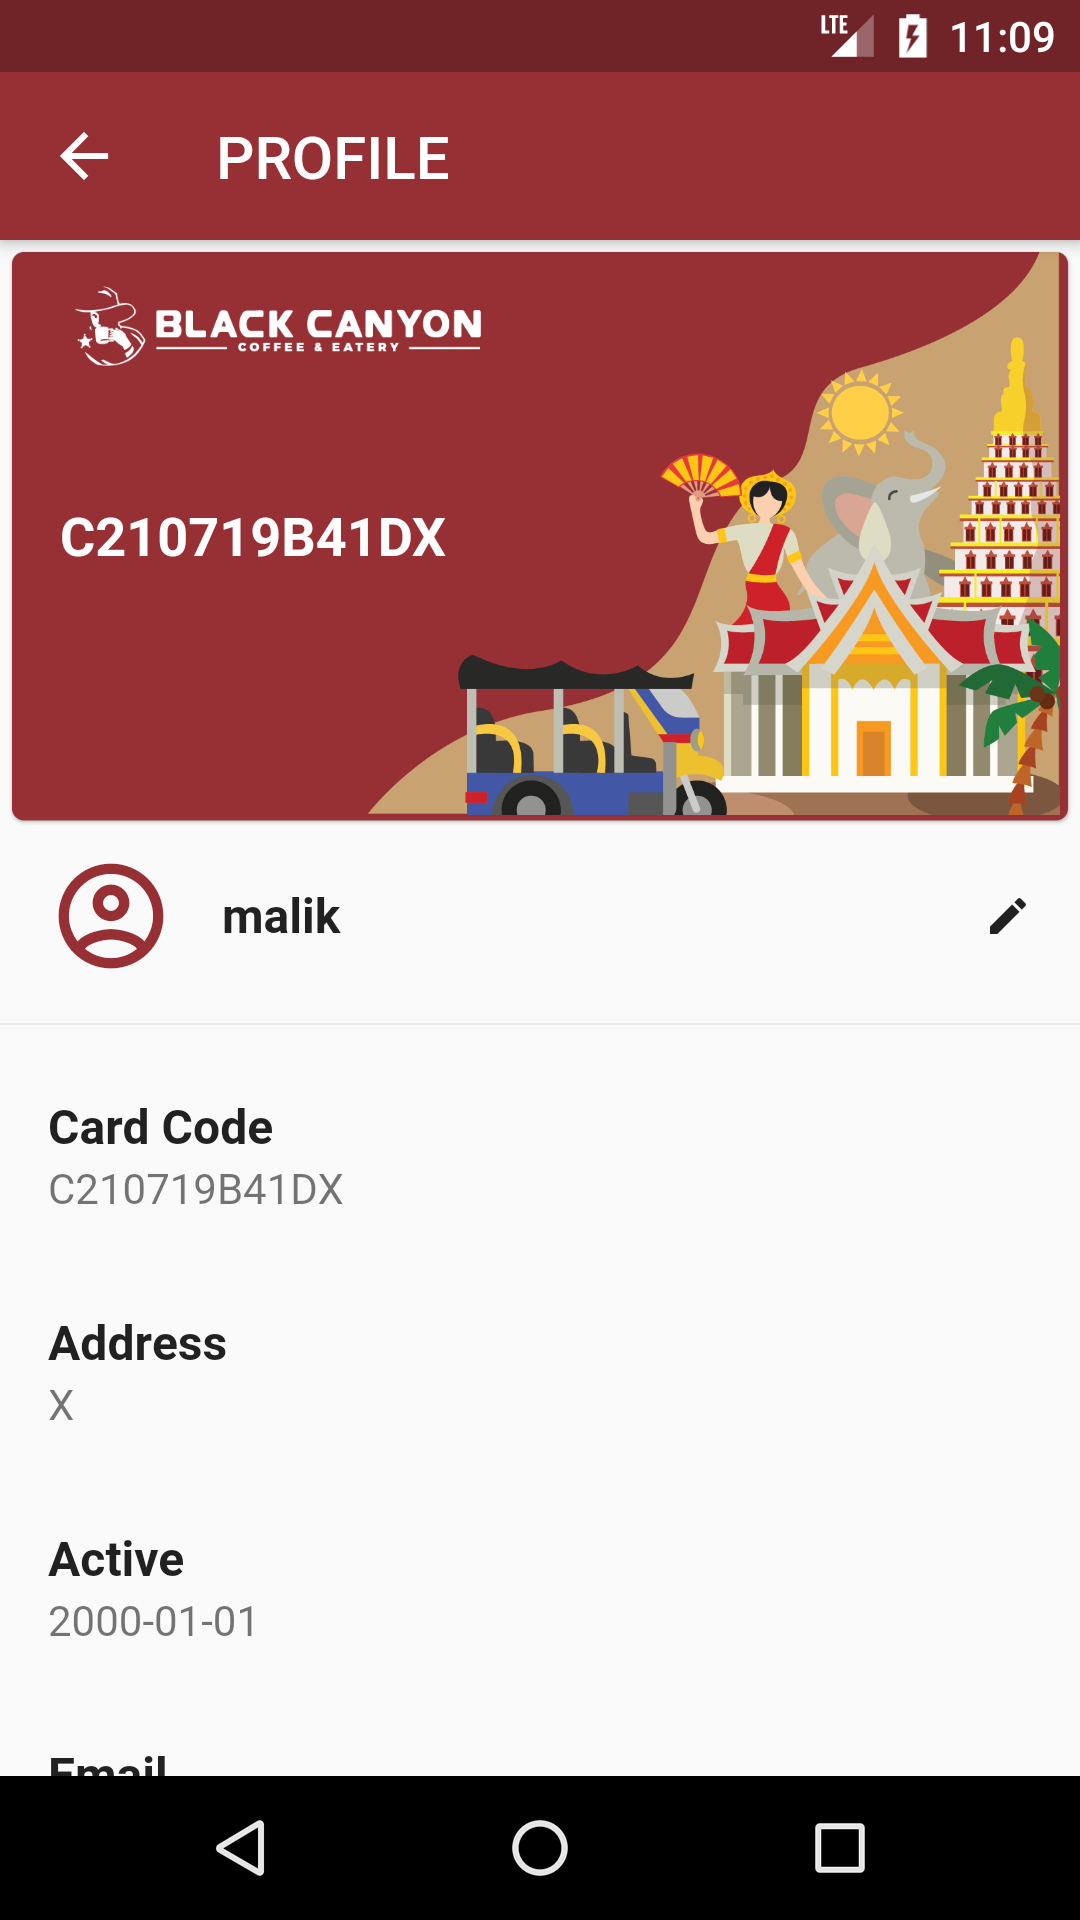 LTE 11:09
PROFILE
BLACK CANYON
COFFEE & EATERY
C210719B41DX
malik
Card Code
C210719B41DX
Address
X
Active
2000-01-01
Email